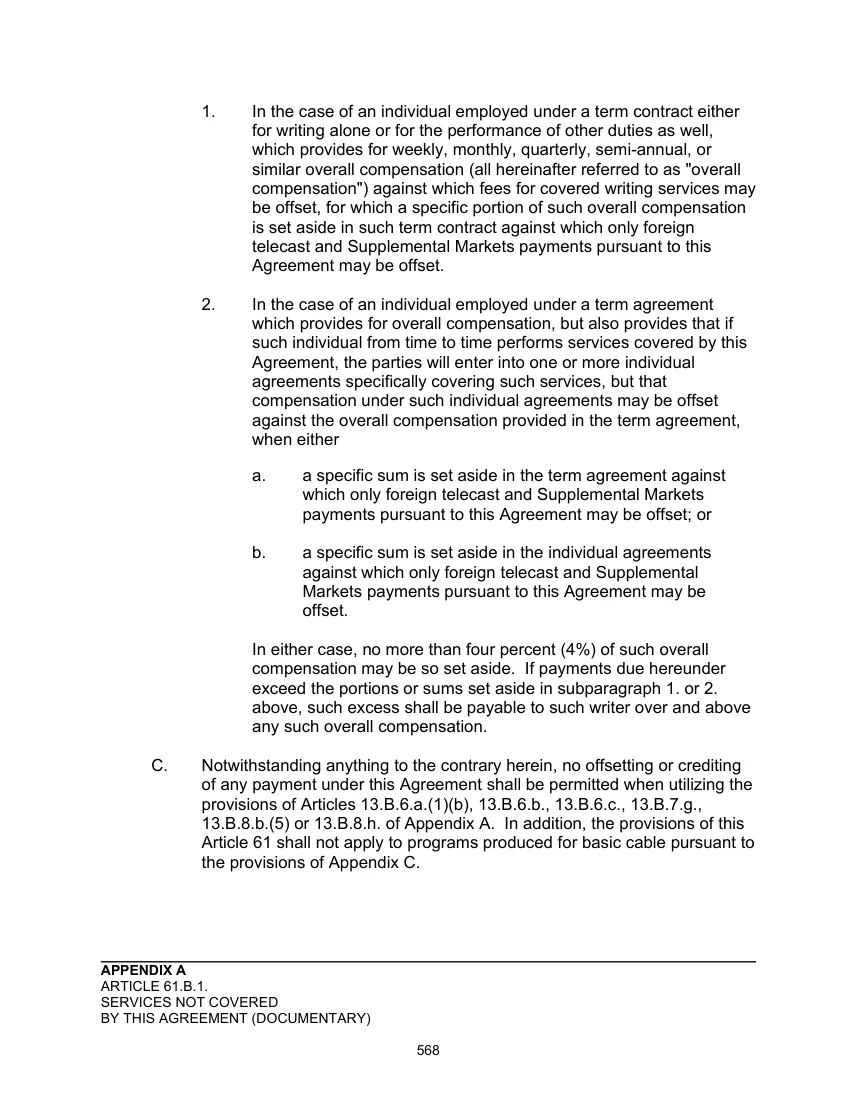 1. In the case of an individual employed under a term contract either
for writing alone or for the performance of other duties as well,
which provides for weekly, monthly, quarterly, semi-annual, or
similar overall compensation (all hereinafter referred to as "overall
compensation") against which fees for covered writing services may
be offset, for which a specific portion of such overall compensation
is set aside in such term contract against which only foreign
telecast and Supplemental Markets payments pursuant to this
Agreement may be offset.
2. In the case of an individual employed under a term agreement
which provides for overall compensation, but also provides that if
such individual from time to time performs services covered by this
Agreement, the parties will enter into one or more individual
agreements specifically covering such services, but that
compensation under such individual agreements may be offset
against the overall compensation provided in the term agreement,
when either
a. a specific sum is set aside in the term agreement against
which only foreign telecast and Supplemental Markets
payments pursuant to this Agreement may be offset; or
b. a specific sum is set aside in the individual agreements
against which only foreign telecast and Supplemental
Markets payments pursuant to this Agreement may be
offset.
In either case, no more than four percent (4%) of such overall
compensation may be so set aside.  If payments due hereunder
exceed the portions or sums set aside in subparagraph 1. or 2.
above, such excess shall be payable to such writer over and above
any such overall compensation.
C. Notwithstanding anything to the contrary herein, no offsetting or crediting
of any payment under this Agreement shall be permitted when utilizing the
provisions of Articles 13.B.6.a.(1)(b), 13.B.6.b., 13.B.6.c., 13.B.7.g.,
13.B.8.b.(5) or 13.B.8.h. of Appendix A.  In addition, the provisions of this
Article 61 shall not apply to programs produced for basic cable pursuant to
the provisions of Appendix C.
APPENDIX A
ARTICLE 61.B.1.
SERVICES NOT COVERED
BY THIS AGREEMENT (DOCUMENTARY)
568